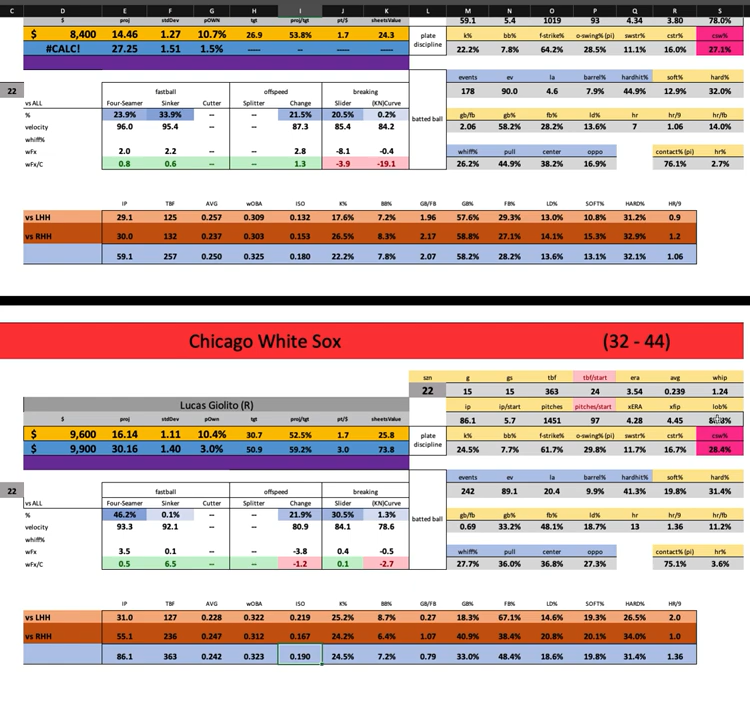 C D E F G H I J K L M N O P Q R S
$ proj stdDev pOWN tgt proj/tgt pt/$ sheetsValue 59.1 5.4 1019 93 4.34 3.80 78.0%
$ 8,400 14.46 1.27 10.7% 26.9 53.8% 1.7 24.3 plate discipline k% bb% f-strike% o-swing% (pi) swstr% cstr% csw%
#CALC! 27.25 1.51 1.5% ---- ---- -- ---- 22.2% 7.8% 64.2% 28.5% 11.1% 16.0% 27.1%
events ev la barrel% hardhit% soft% hard%
22 fastball offspeed breaking 178 90.0 4.6 7.9% 44.9% 12.9% 32.0%
vs ALL Four-Seamer Sinker Cutter Splitter Change Slider (KN)Curve
% 23.9% 33.9% -- -- 21.5% 20.5% 0.2% batted ball gb/fb gb% fb% ld% hr hr/9 hr/fb
velocity 96.0 95.4 -- -- 87.3 85.4 84.2 2.06 58.2% 28.2% 13.6% 7 1.06 14.0%
whiff%
wFx 2.0 2.2 -- -- 2.8 -8.1 -0.4 whiff% pull center oppo contact% (pi) hr%
wFx/C 0.8 0.6 -- -- 1.3 -3.9 -19.1 26.2% 44.9% 38.2% 16.9% 76.1% 2.7%
IP TBF AVG wOBA ISO K% BB% GB/FB GB% FB% LD% SOFT% HARD% HR/9
vs LHH 29.1 125 0.257 0.309 0.132 17.6% 7.2% 1.96 57.6% 29.3% 13.0% 10.8% 31.2% 0.9
vs RHH 30.0 132 0.237 0.303 0.153 26.5% 8.3% 2.17 58.8% 27.1% 14.1% 15.3% 32.9% 1.2
59.1 257 0.250 0.325 0.180 22.2% 7.8% 2.07 58.2% 28.2% 13.6% 13.1% 32.1% 1.06
Chicago White Sox (32 - 44)
szn g gs tbf tbf/start era avg whip
22 15 15 363 24 3.54 0.239 1.24
Lucas Giolito (R) ip ip/start pitches pitches/start xERA xfip lob%
$ proj stdDev pOwn tgt proj/tgt pt/$ sheetsValue 86.1 5.7 1451 97 4.28 4.45
$ 9,600 16.14 1.11 10.4% 30.7 52.5% 1.7 25.8 plate discipline k% bb% f-strike% o-swing% (pi) swstr% cstr% csw%
$ 9,900 30.16 1.40 3.0% 50.9 59.2% 3.0 73.8 24.5% 7.7% 61.7% 29.8% 11.7% 16.7% 28.4%
events ev la barrel% hardhit% soft% hard%
22 fastball offspeed breaking 242 89.1 20.4 9.9% 41.3% 19.8% 31.4%
vs ALL Four-Seamer Sinker Cutter Splitter Change Slider (KN)Curve
% 46.2% 0.1% -- -- 21.9% 30.5% 1.3% batted ball gb/fb gb% fb% ld% hr hr/9 hr/fb
velocity 93.3 92.1 -- -- 80.9 84.1 78.6 0.69 33.2% 48.1% 18.7% 13 1.36 11.2%
whiff%
wFx 3.5 0.1 -- -- -3.8 0.4 -0.5 whiff% pull center oppo contact% (pi) hr%
wFx/C 0.5 6.5 -- -- -1.2 0.1 -2.7 27.7% 36.0% 36.8% 27.3% 75.1% 3.6%
IP TBF AVG wOBA ISO K% BB% GB/FB GB% FB% LD% SOFT% HARD% HR/9
vs LHH 31.0 127 0.228 0.322 0.219 25.2% 8.7% 0.27 18.3% 67.1% 14.6% 19.3% 26.5% 2.0
vs RHH 55.1 236 0.247 0.312 0.167 24.2% 6.4% 1.07 40.9% 38.4% 20.8% 20.1% 34.0% 1.0
86.1 363 0.242 0.323 0.190 24.5% 7.2% 0.79 33.0% 48.4% 18.6% 19.8% 31.4% 1.36